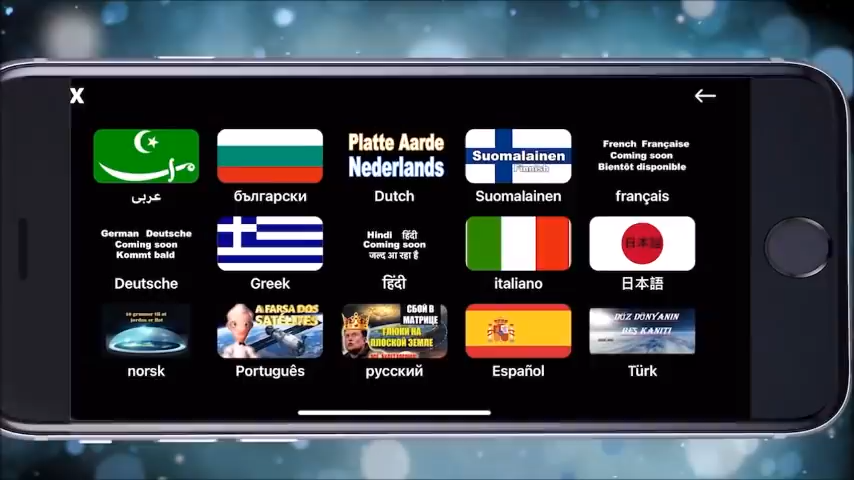 X
Platte Aarde
Nederlands
Suomalainen
Finnish
French Française
Coming soon
Bientôt disponible
عربى
български
Dutch
Suomalainen
français
German Deutsche
Coming soon
Kommt bald
Hindi हिंदी
Coming soon
जल्द आ रहा है
日本語
Deutsche
Greek
हिंदी
italiano
日本語
A FARSA DOS
SATÉLITES
СБОЙ В
МАТРИЦЕ
ГЛЮКИ НА
ПЛОСКОЙ ЗЕМЛЕ
DÜZ DÜNYANIN
BEŞ KANITI
norsk
Português
русский
Español
Türk